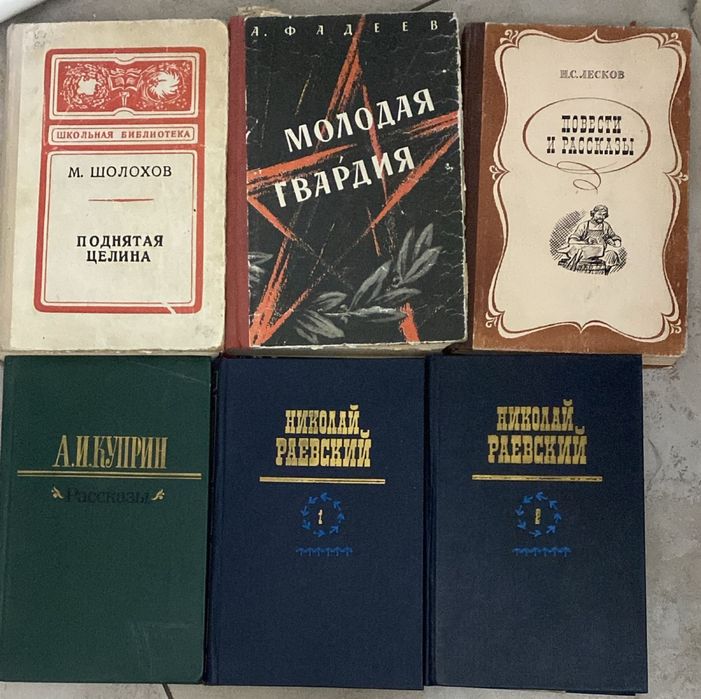 ШКОЛЬНАЯ БИБЛИОТЕКА
М. ШОЛОХОВ
ПОДНЯТАЯ
ЦЕЛИНА
А. ФАДЕЕВ
МОЛОДАЯ
ГВАРДИЯ
Н.С.ЛЕСКОВ
ПОВЕСТИ
И РАССКАЗЫ
А.И.КУПРИН
Рассказы
НИКОЛАЙ
РАЕВСКИЙ
1
НИКОЛАЙ
РАЕВСКИЙ
2